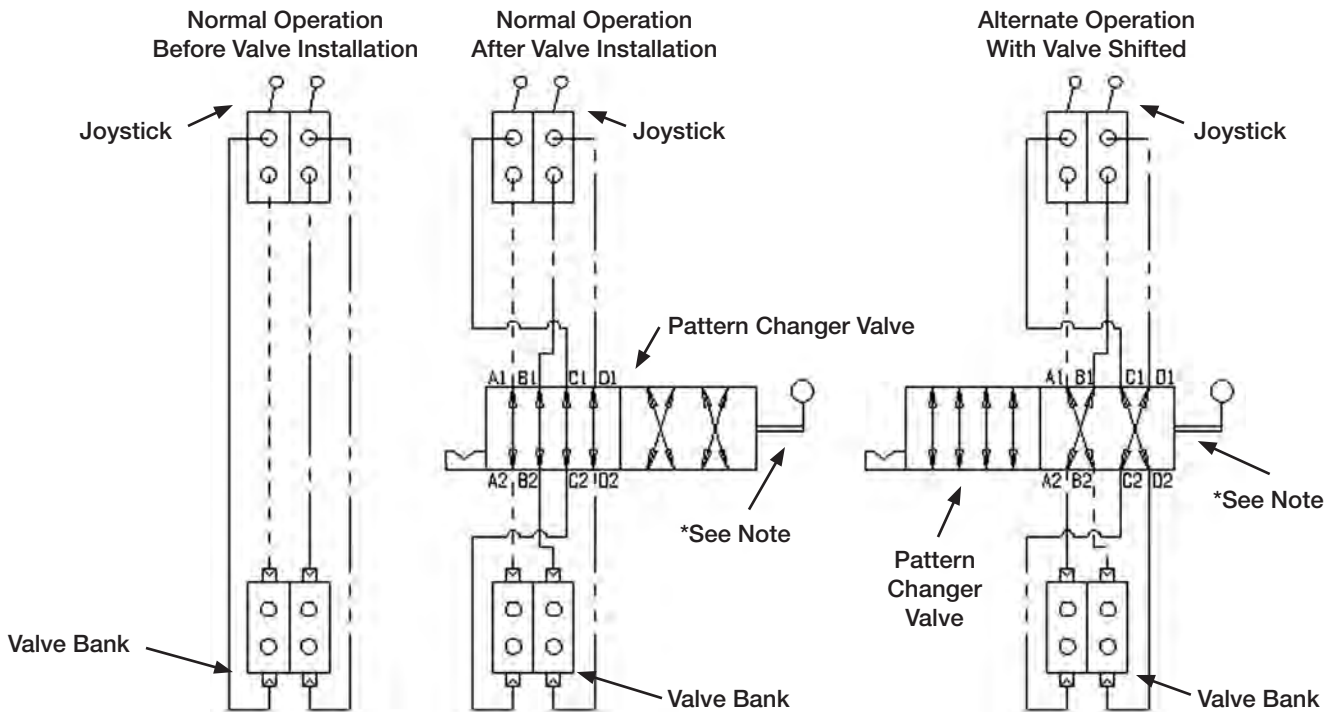 Normal Operation
Before Valve Installation
Normal Operation
After Valve Installation
Alternate Operation
With Valve Shifted
Joystick
Joystick
Joystick
Pattern Changer Valve
A1 B1 C1 D1
A2 B2 C2 D2
*See Note
A1 B1 C1 D1
A2 B2 C2 D2
*See Note
Pattern
Changer
Valve
Valve Bank
Valve Bank
Valve Bank